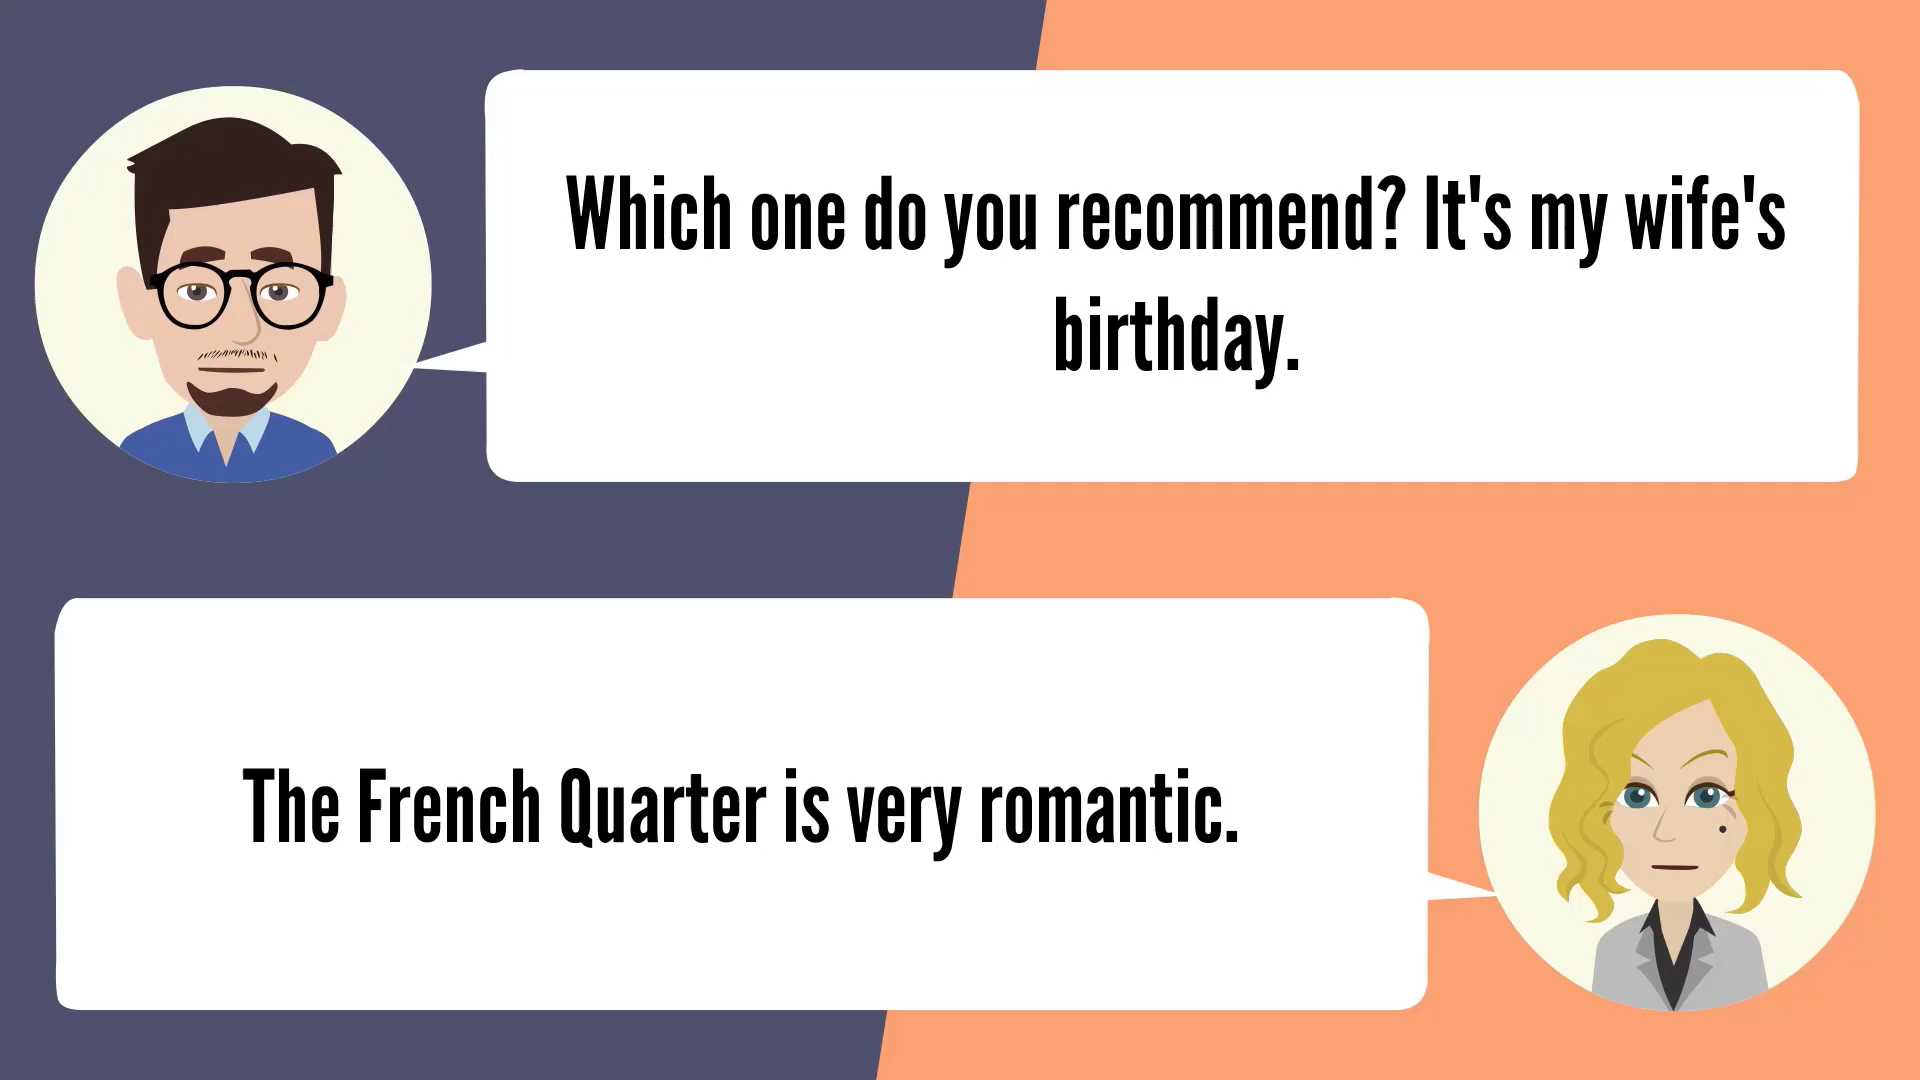 Which one do you recommend? It's my wife's
birthday.
The French Quarter is very romantic.